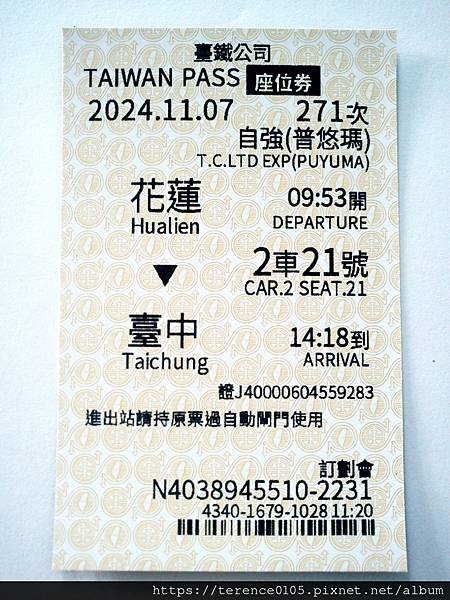 臺鐵公司
TAIWAN PASS 座位券
2024.11.07 271次
自強(普悠瑪)
T.C.LTD EXP(PUYUMA)
花蓮 09:53開
Hualien DEPARTURE
2車21號
CAR.2 SEAT.21
臺中 14:18到
Taichung ARRIVAL
證J40000604559283
進出站請持原票過自動閘門使用
訂劃會
N4038945510-2231
4340-1679-1028 11:20
https://terence0105.pixnet.net/album